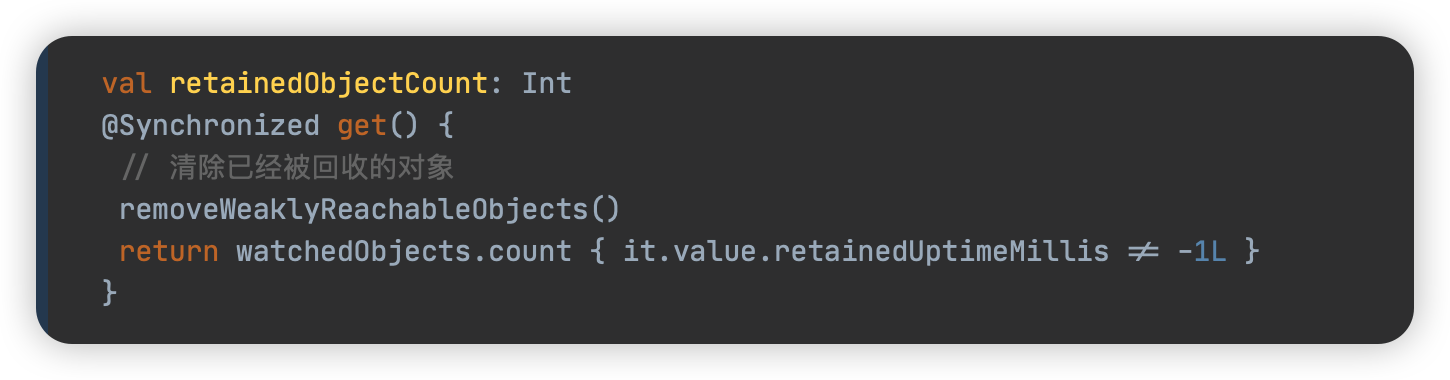 val retainedObjectCount: Int
@Synchronized get() {
// 清除已经被回收的对象
removeWeaklyReachableObjects()
return watchedObjects.count { it.value.retainedUptimeMillis != -1L }
}